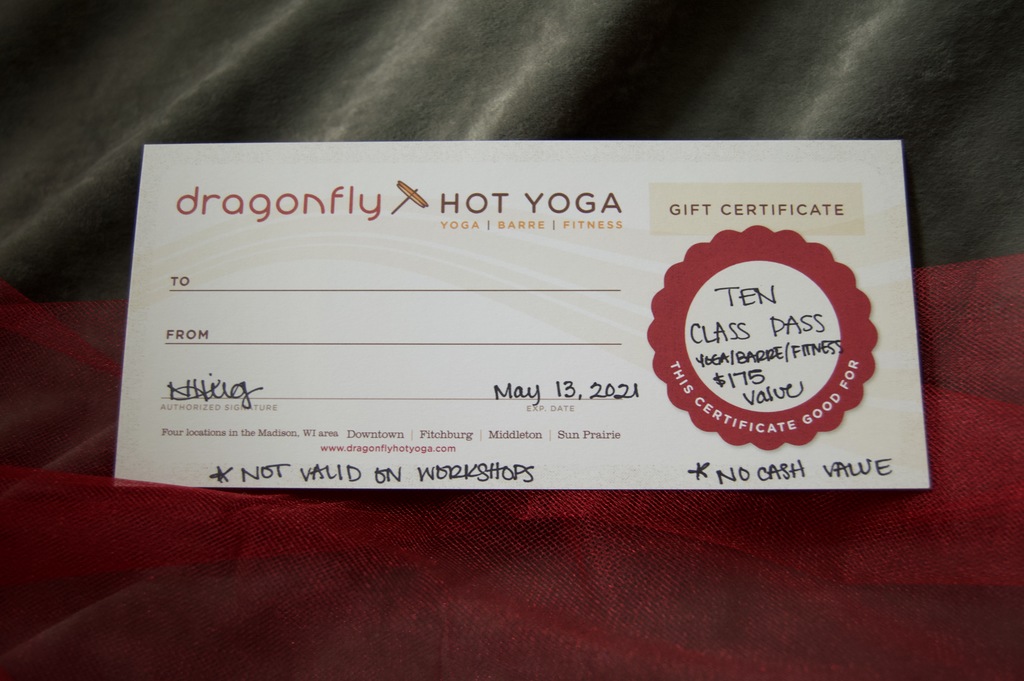 dragonfly HOT YOGA
YOGA | BARRE | FITNESS
GIFT CERTIFICATE
TO
FROM
May 13, 2021
AUTHORIZED SIGNATURE
EXP. DATE
Four locations in the Madison, WI area Downtown | Fitchburg | Middleton | Sun Prairie
www.dragonflyhotyoga.com
* NOT VALID ON WORKSHOPS
TEN
CLASS PASS
YOGA/BARRE/FITNESS
$175
value
THIS CERTIFICATE GOOD FOR
* NO CASH VALUE